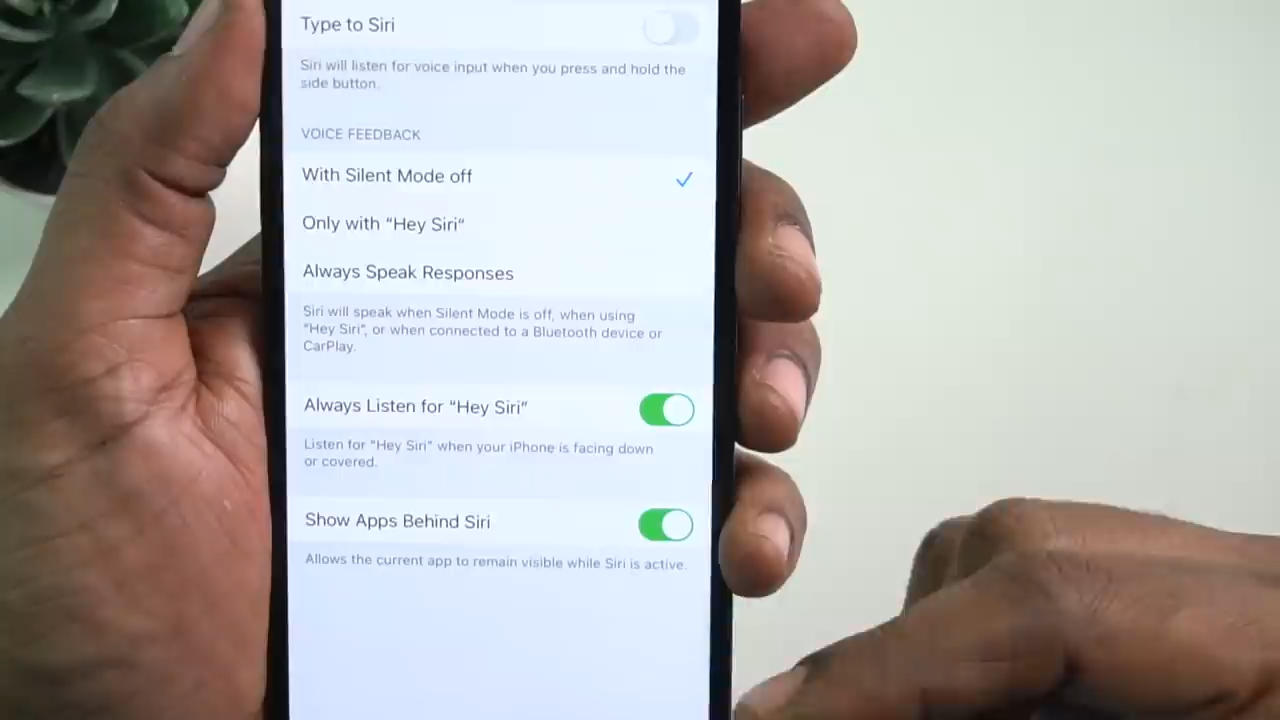 Type to Siri
Siri will listen for voice input when you press and hold the
side button.
VOICE FEEDBACK
With Silent Mode off
Only with “Hey Siri“
Always Speak Responses
Siri will speak when Silent Mode is off, when using
"Hey Siri", or when connected to a Bluetooth device or
CarPlay.
Always Listen for “Hey Siri”
Listen for "Hey Siri" when your iPhone is facing down
or covered.
Show Apps Behind Siri
Allows the current app to remain visible while Siri is active.